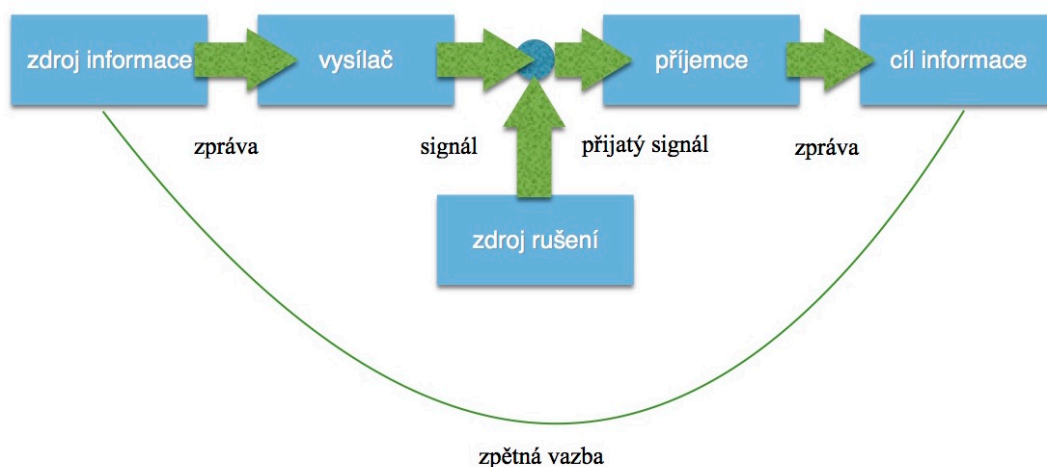 zdroj informace
vysílač
příjemce
cíl informace
zpráva
signál
přijatý signál
zpráva
zdroj rušení
zpětná vazba